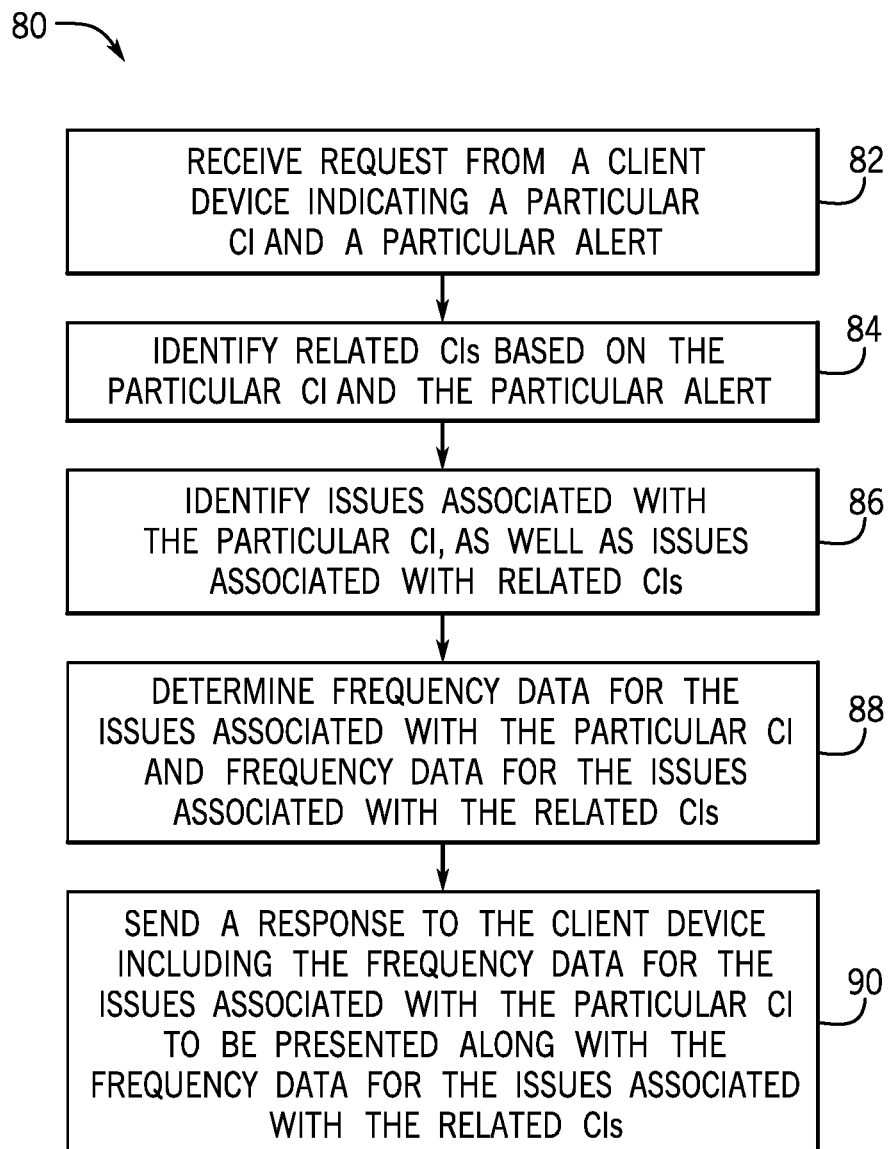 80
RECEIVE REQUEST FROM A CLIENT
DEVICE INDICATING A PARTICULAR
CI AND A PARTICULAR ALERT
82
IDENTIFY RELATED CIs BASED ON THE
PARTICULAR CI AND THE PARTICULAR ALERT
84
IDENTIFY ISSUES ASSOCIATED WITH
THE PARTICULAR CI, AS WELL AS ISSUES
ASSOCIATED WITH RELATED CIs
86
DETERMINE FREQUENCY DATA FOR THE
ISSUES ASSOCIATED WITH THE PARTICULAR CI
AND FREQUENCY DATA FOR THE ISSUES
ASSOCIATED WITH THE RELATED CIs
88
SEND A RESPONSE TO THE CLIENT DEVICE
INCLUDING THE FREQUENCY DATA FOR THE
ISSUES ASSOCIATED WITH THE PARTICULAR CI
TO BE PRESENTED ALONG WITH THE
FREQUENCY DATA FOR THE ISSUES ASSOCIATED
WITH THE RELATED CIs
90